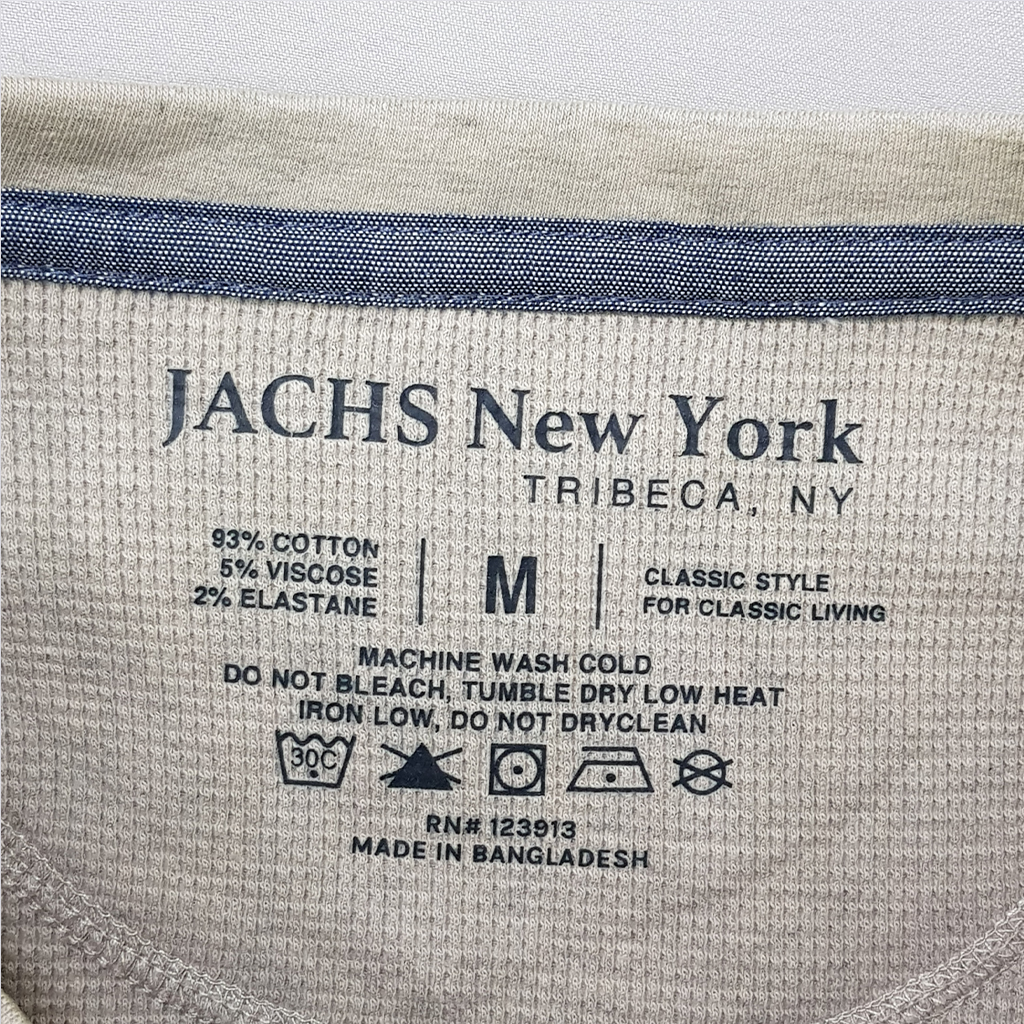 JACHS New York
TRIBECA, NY
93% COTTON
5% VISCOSE
2% ELASTANE
M
CLASSIC STYLE
FOR CLASSIC LIVING
MACHINE WASH COLD
DO NOT BLEACH, TUMBLE DRY LOW HEAT
IRON LOW, DO NOT DRYCLEAN
30C
RN# 123913
MADE IN BANGLADESH